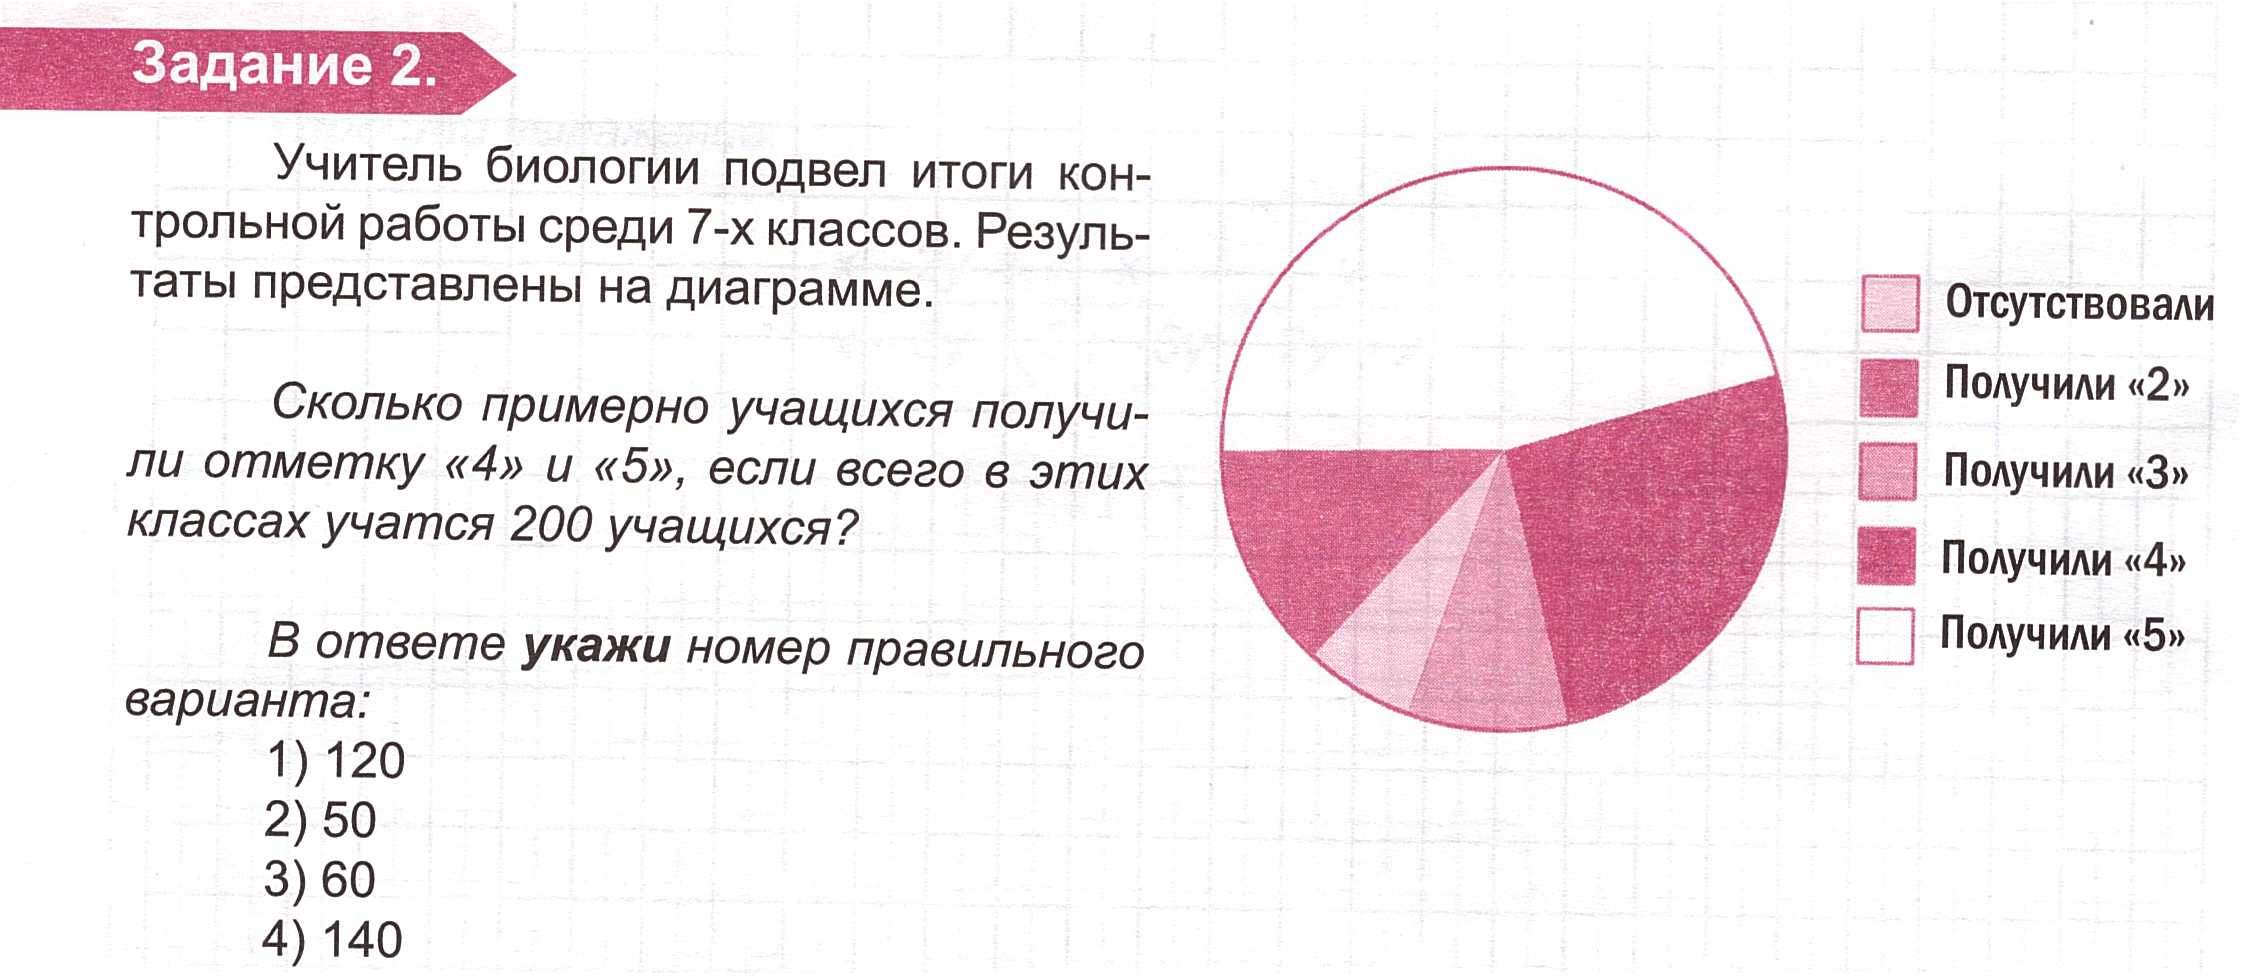 Задание 2.
Учитель биологии подвел итоги кон-
трольной работы среди 7-х классов. Резуль-
таты представлены на диаграмме.
Сколько примерно учащихся получи-
ли отметку «4» и «5», если всего в этих
классах учатся 200 учащихся?
В ответе укажи номер правильного
варианта:
1) 120
2) 50
3) 60
4) 140
Отсутствовали
Получили «2»
Получили «3»
Получили «4»
Получили «5»